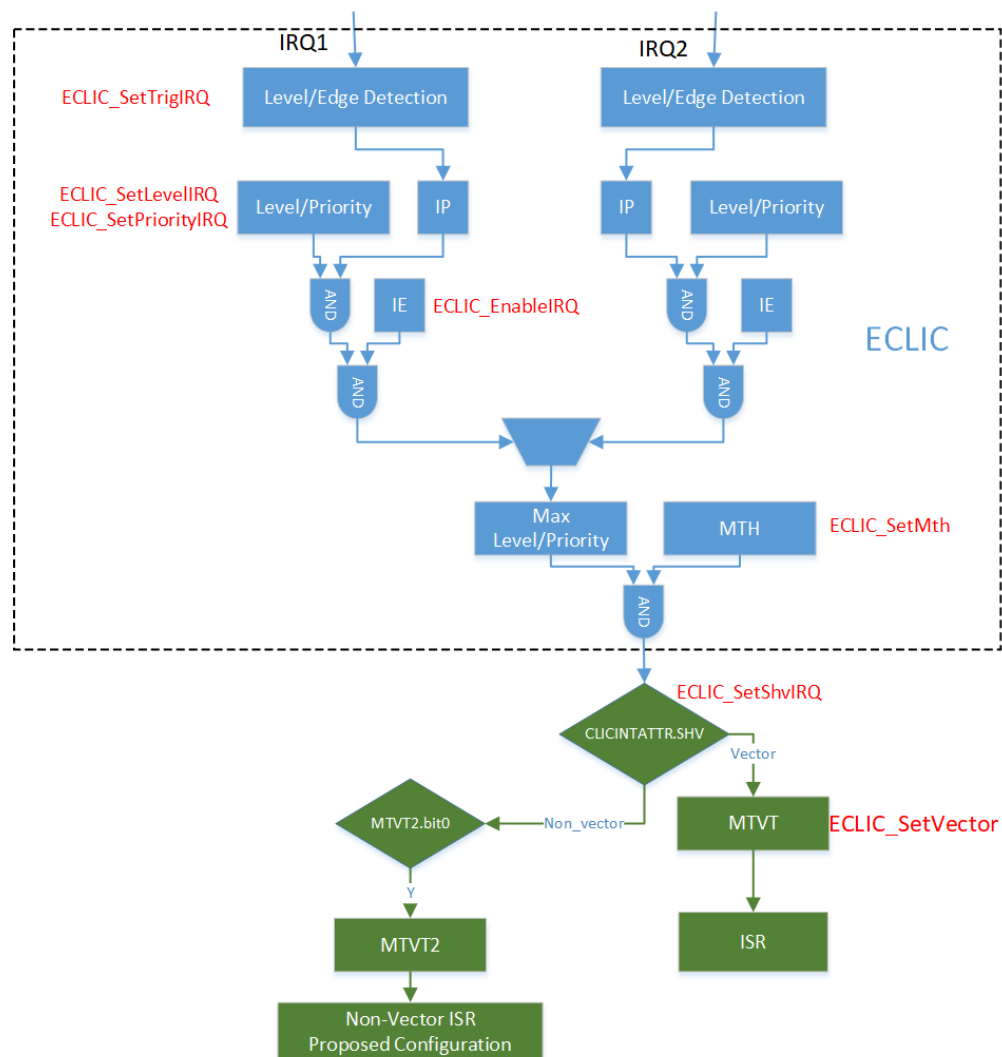 IRQ1
IRQ2
ECLIC_SetTrigIRQ
Level/Edge Detection
Level/Edge Detection
ECLIC_SetLevelIRQ
ECLIC_SetPriorityIRQ
Level/Priority
IP
IP
Level/Priority
AND
IE
ECLIC_EnableIRQ
AND
IE
ECLIC
AND
AND
Max
Level/Priority
MTH
ECLIC_SetMth
AND
ECLIC_SetShvIRQ
CLICINTATTR.SHV
Vector
MTVT2.bit0
Non_vector
MTVT
ECLIC_SetVector
Y
MTVT2
ISR
Non-Vector ISR
Proposed Configuration